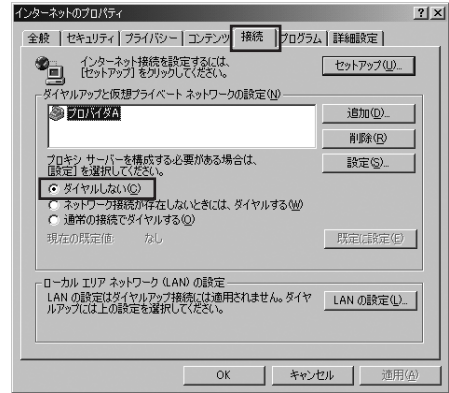 インターネットのプロパティ
全般 セキュリティ プライバシー コンテンツ 接続 プログラム 詳細設定
インターネット接続を設定するには、
[セットアップ] をクリックしてください。
セットアップ(U)...
ダイヤルアップと仮想プライベート ネットワークの設定(N)
プロバイダA
追加(D)...
削除(R)
プロキシ サーバーを構成する必要がある場合は、
[設定] を選択してください。
設定(S)...
ダイヤルしない(C)
ネットワーク接続が存在しないときには、ダイヤルする(W)
通常の接続でダイヤルする(O)
現在の既定値: なし
既定に設定(E)
ローカル エリア ネットワーク (LAN) の設定
LAN の設定はダイヤルアップ接続には適用されません。ダイヤ
ルアップには上の設定を選択してください。
LAN の設定(L)...
OK キャンセル 適用(A)